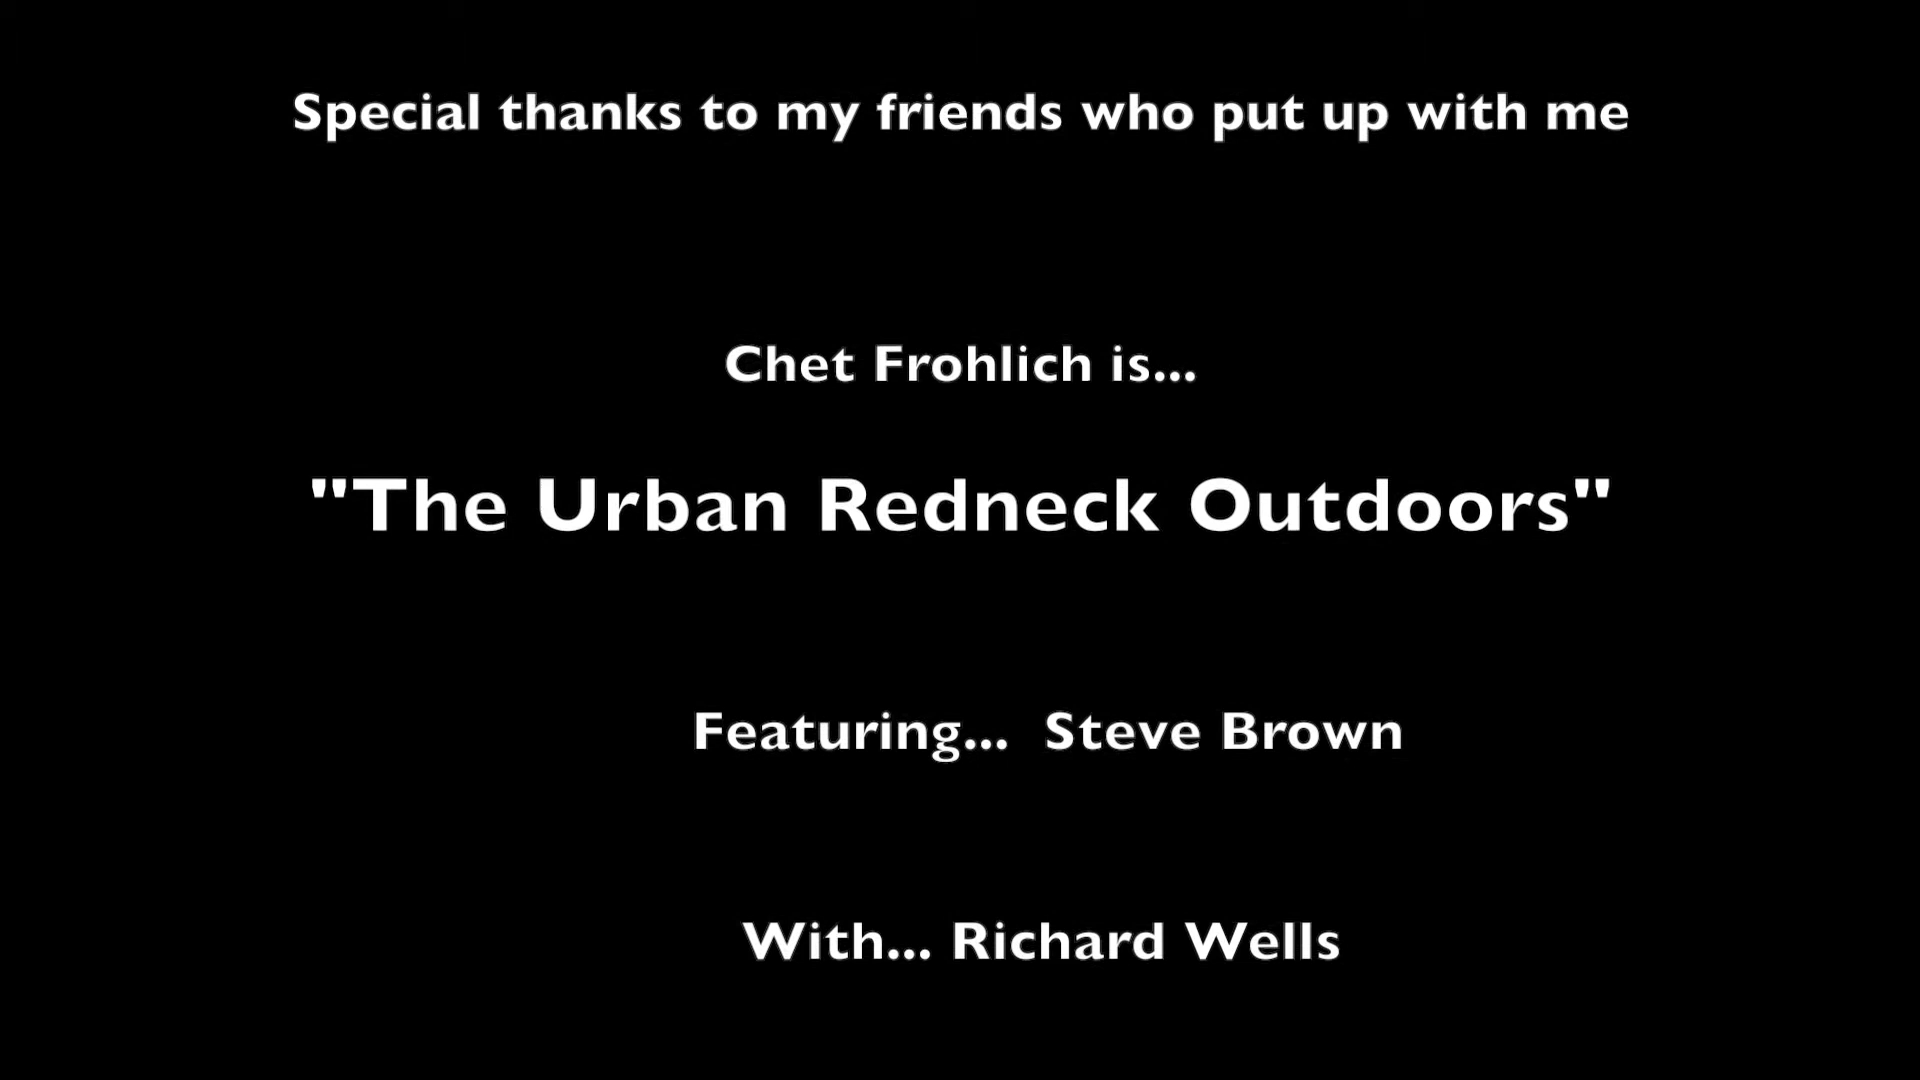 Special thanks to my friends who put up with me
Chet Frohlich is...
"The Urban Redneck Outdoors"
Featuring...  Steve Brown
With... Richard Wells